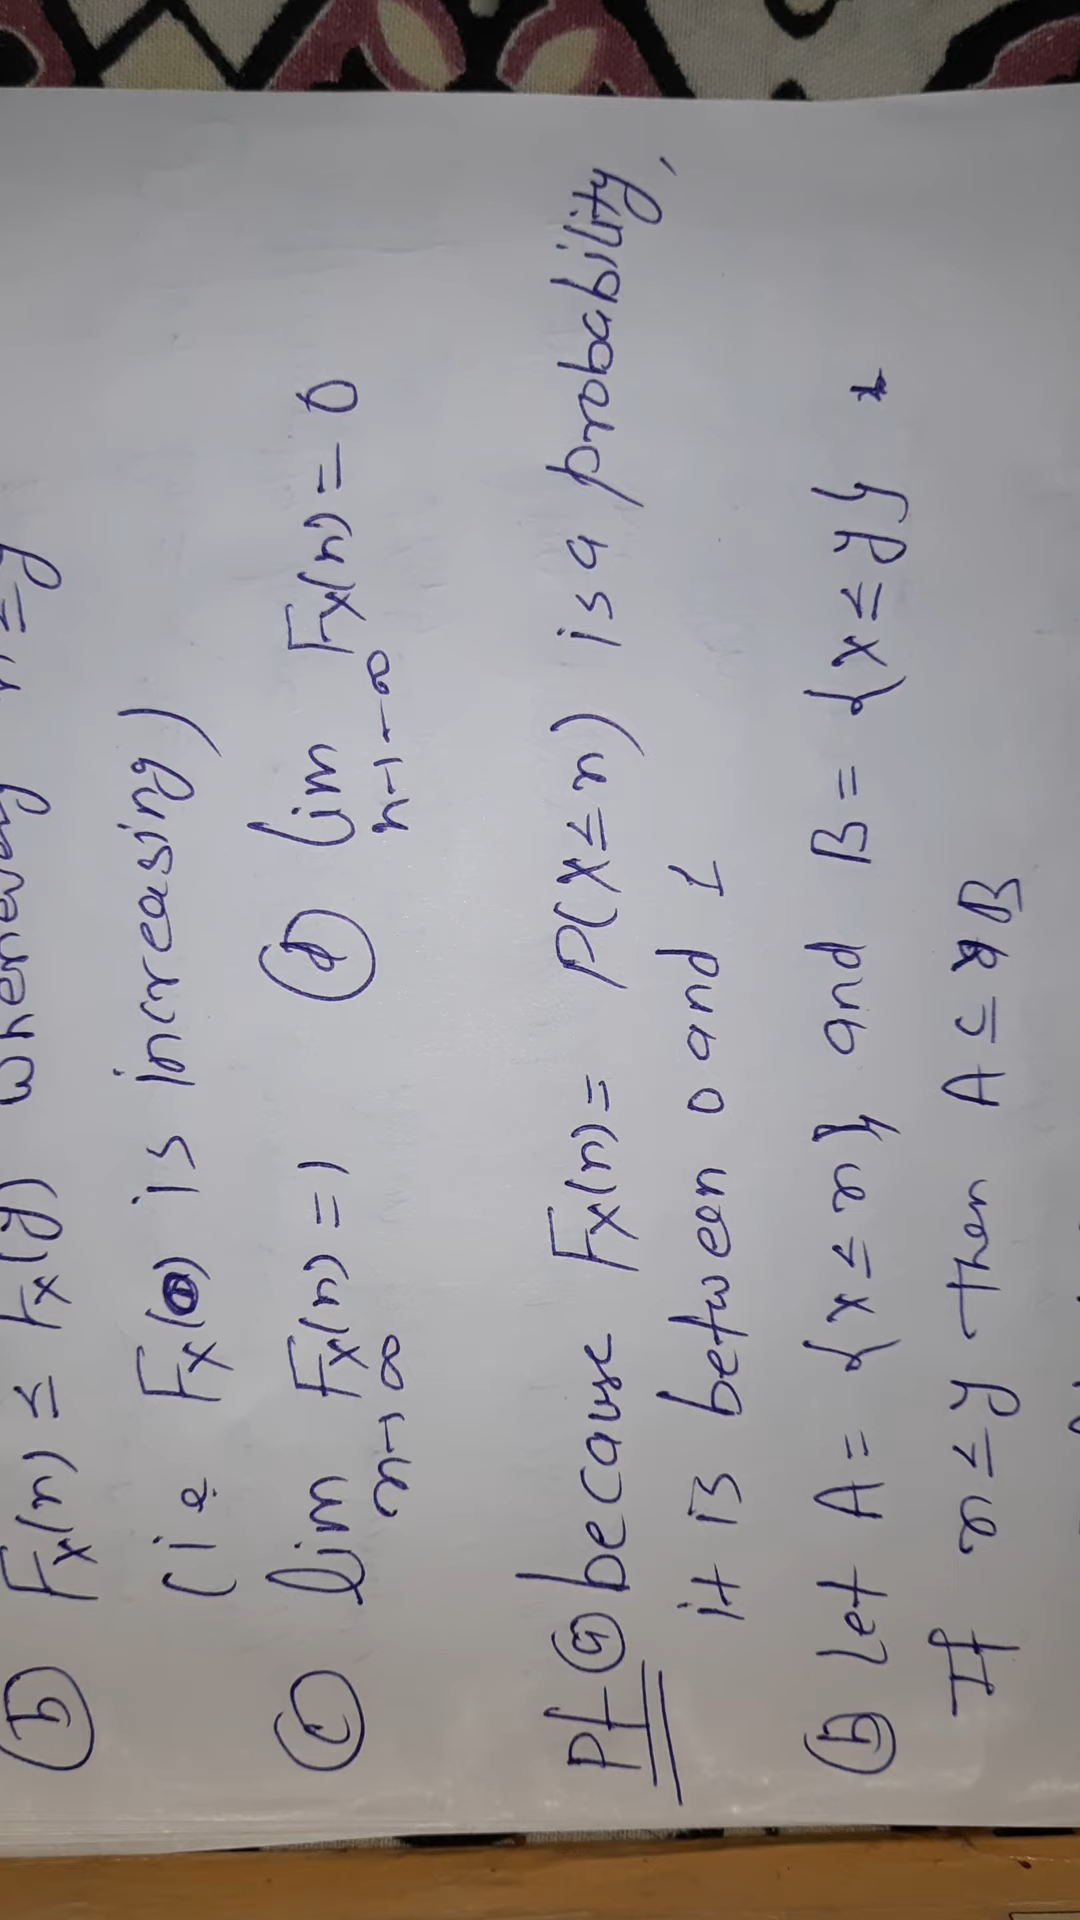 (b) Fx(x) ≤ Fx(y) whenever x ≤ y
(ie Fx(·) is increasing)
(c) lim Fx(x) = 1 (d) lim Fx(x) = 0
x→∞ x→-∞
Pf (a) because Fx(x) = P(X ≤ x) is a probability,
it is between 0 and 1
(b) Let A = {X ≤ x} and B = {X ≤ y}
If x ≤ y then A ⊆ B